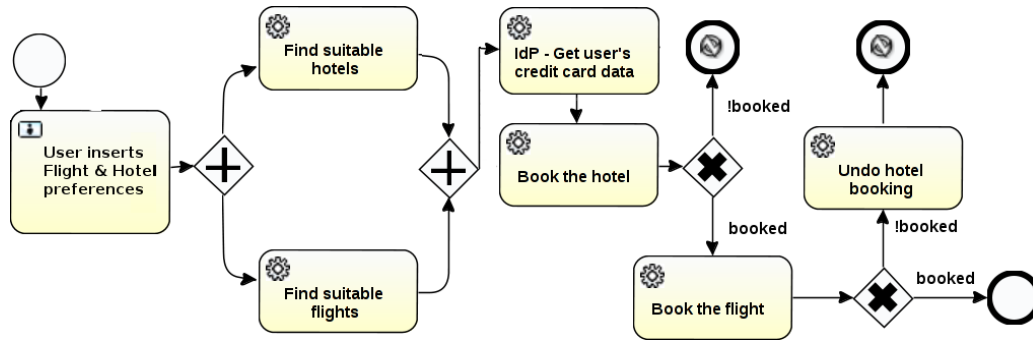 User inserts
Flight & Hotel
preferences
Find suitable
hotels
Find suitable
flights
IdP - Get user's
credit card data
Book the hotel
!booked
booked
Book the flight
Undo hotel
booking
!booked
booked